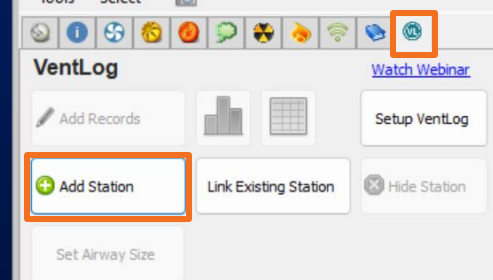 Tools Select
VL
VentLog Watch Webinar
Add Records Setup VentLog
Add Station Link Existing Station Hide Station
Set Airway Size